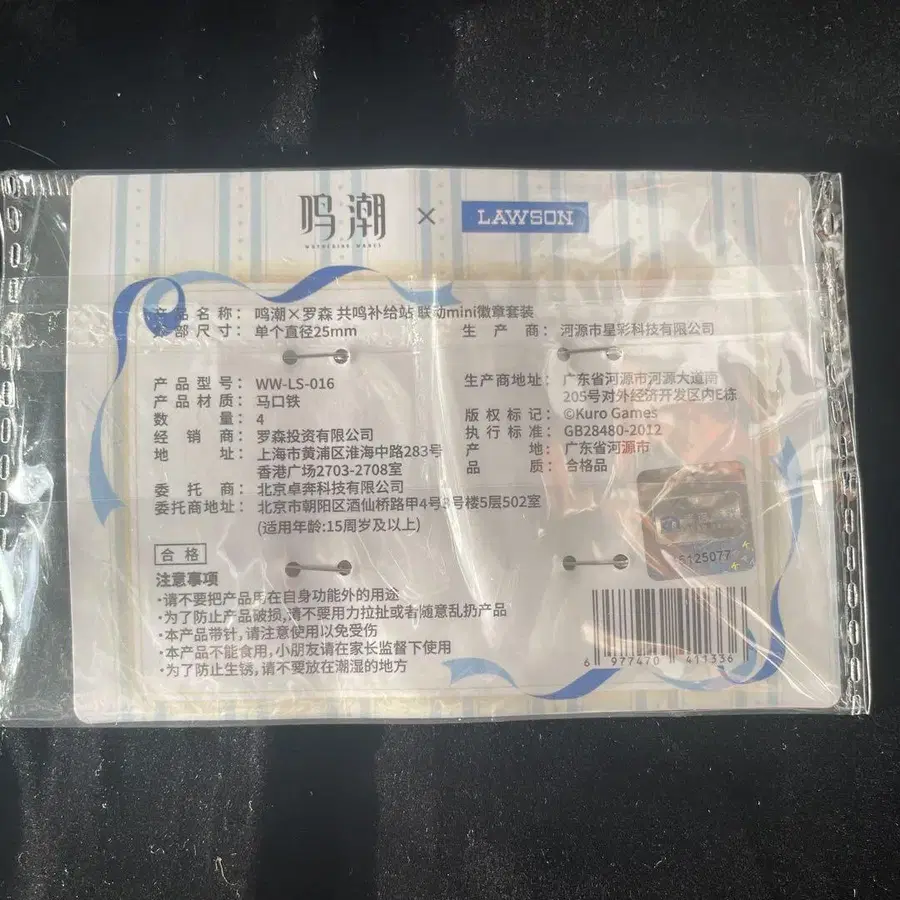 鸣潮 × LAWSON
WUTHERING WAVES
产品名称： 鸣潮×罗森 共鸣补给站 联动mini徽章套装
部尺寸： 单个直径25mm
生产商： 河源市星彩科技有限公司
产品型号： WW-LS-016
产品材质： 马口铁
数量： 4
经销商： 罗森投资有限公司
地址： 上海市黄浦区淮海中路283号
香港广场2703-2708室
委托商： 北京卓奔科技有限公司
委托商地址： 北京市朝阳区酒仙桥路甲4号3号楼5层502室
(适用年龄:15周岁及以上)
生产商地址： 广东省河源市河源大道南
205号对外经济开发区内E栋
版权标记： ©Kuro Games
执行标准： GB28480-2012
产地： 广东省河源市
品质： 合格品
合格
注意事项
·请不要把产品用在自身功能外的用途
·为了防止产品破损,请不要用力拉扯或者随意乱扔产品
·本产品带针,请注意使用以免受伤
·本产品不能食用,小朋友请在家长监督下使用
·为了防止生锈,请不要放在潮湿的地方
5125077
6 977470 411336